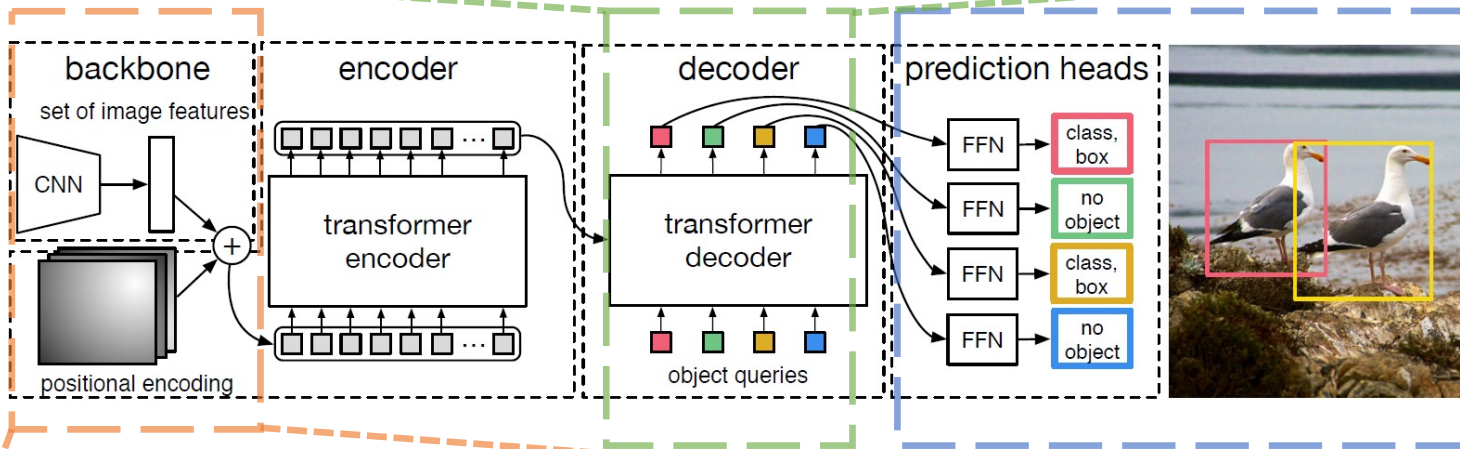 backbone
set of image features
CNN
+
positional encoding
encoder
...
transformer
encoder
...
decoder
transformer
decoder
object queries
prediction heads
FFN
class,
box
FFN
no
object
FFN
class,
box
FFN
no
object